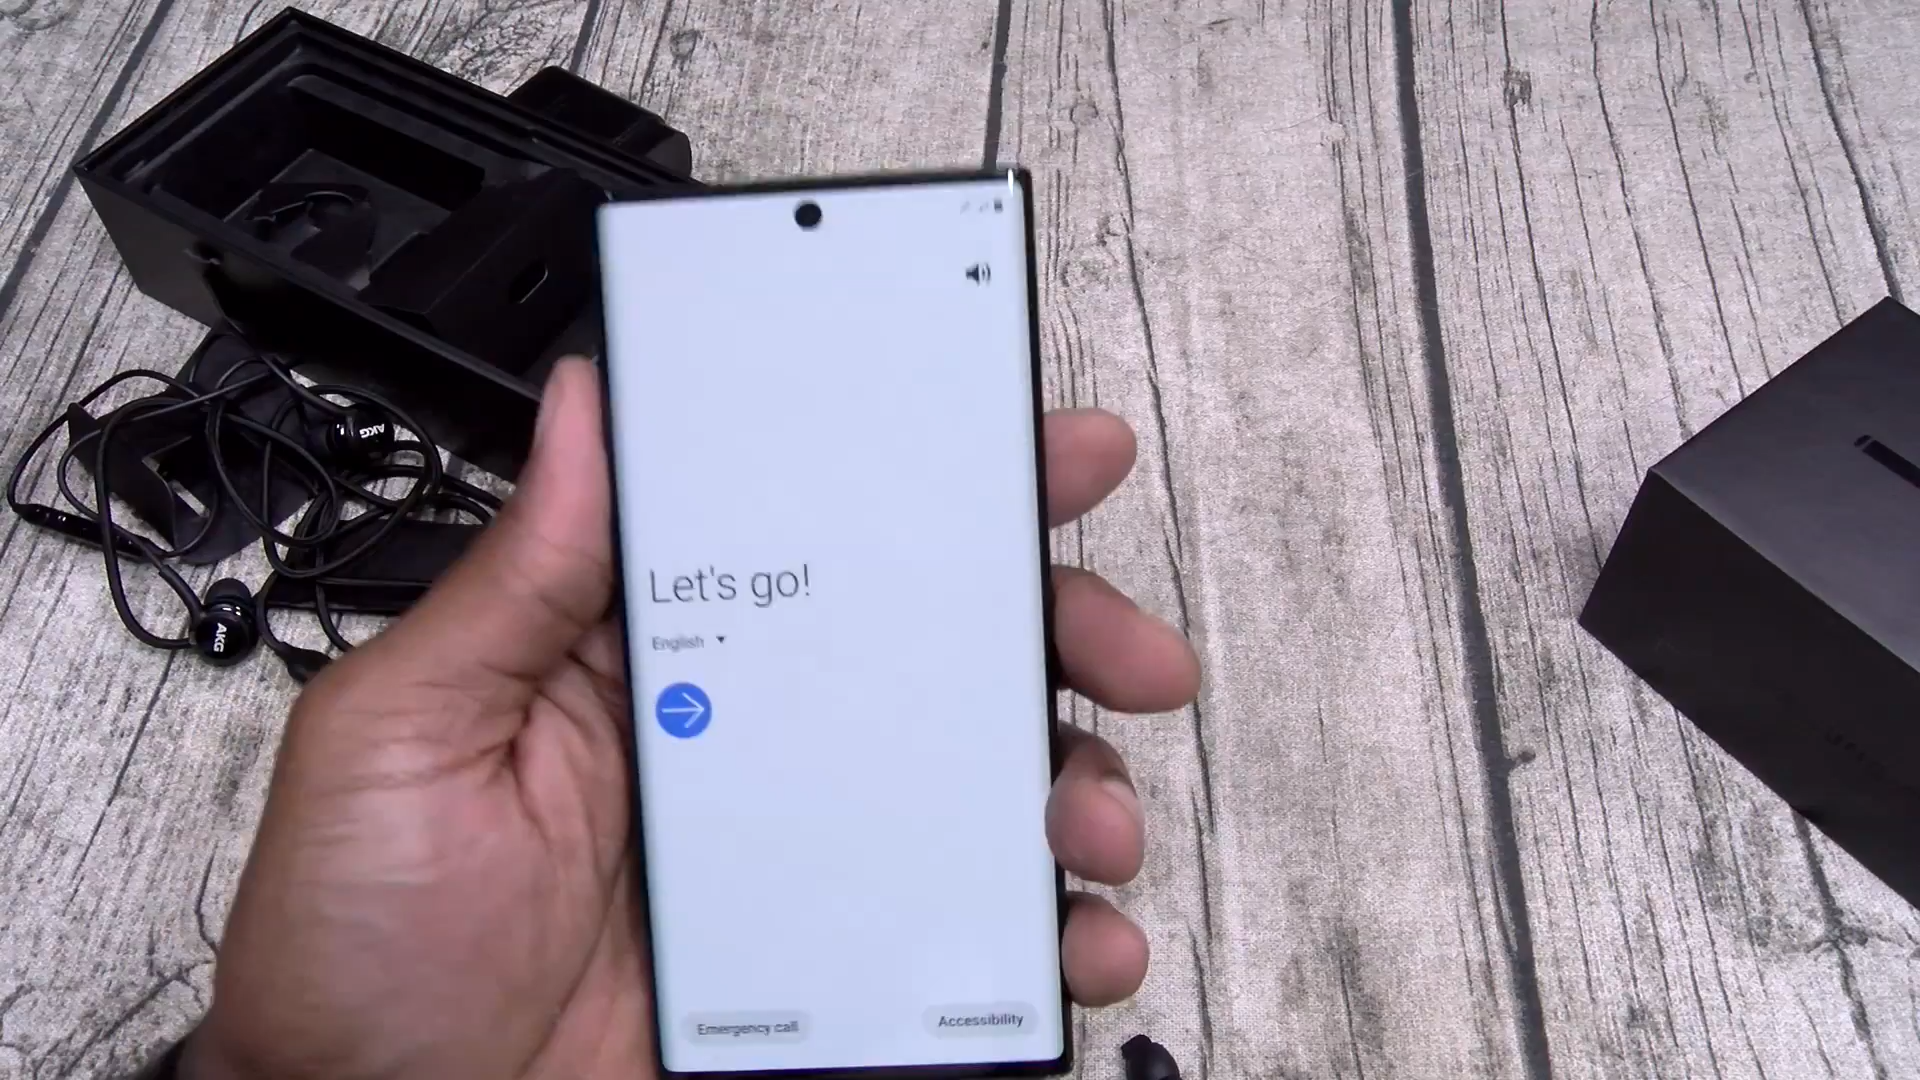 Let's go!
English
Emergency call
Accessibility
AKG
AKG